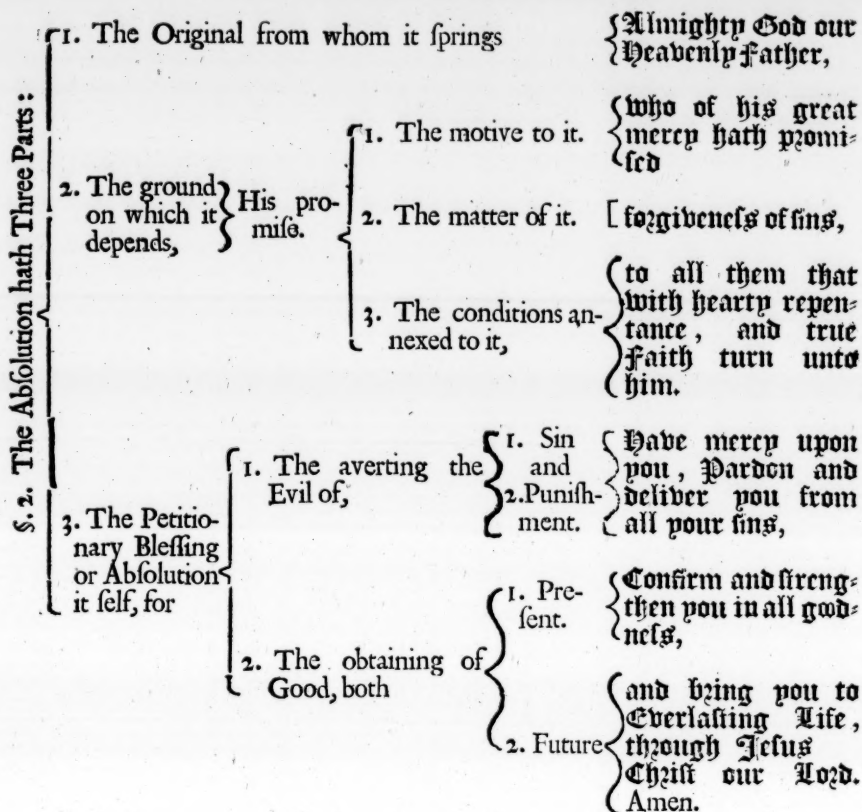 §. 2. The Abſolution hath Three Parts:
1. The Original from whom it ſprings
Almighty God our
Heavenly Father,
2. The ground
on which it
depends,
His pro-
miſe.
1. The motive to it.
who of his great
mercy hath promi-
ſed
2. The matter of it.
[forgiveneſs of ſins,
3. The conditions an-
nexed to it,
to all them that
with hearty repen-
tance, and true
Faith turn unto
him.
3. The Petitio-
nary Bleſſing
or Abſolution
it ſelf, for
1. The averting the
Evil of,
1. Sin
and
2. Puniſh-
ment.
Have mercy upon
you, Pardon and
deliver you from
all your ſins,
2. The obtaining of
Good, both
1. Pre-
ſent.
Confirm and ſtreng-
then you in all good-
neſs,
2. Future
and bring you to
Everlaſting Life,
through Jeſus
Chriſt our Lord.
Amen.